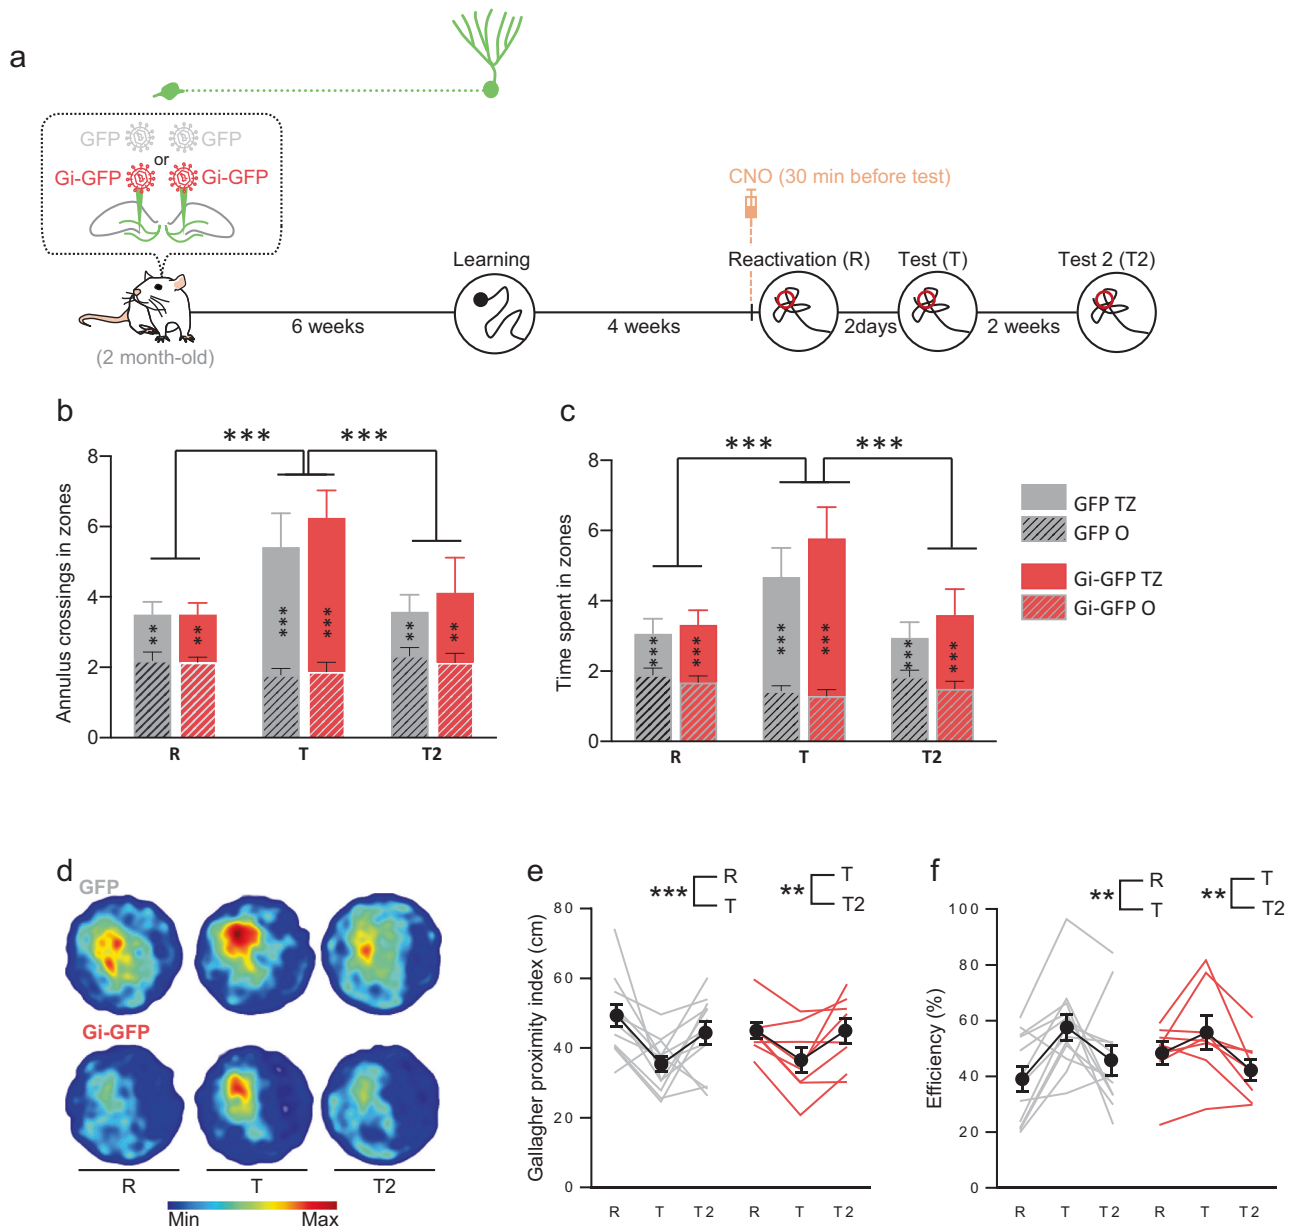 a
GFP GFP
or
Gi-GFP Gi-GFP
(2 month-old)
6 weeks
Learning
4 weeks
CNO (30 min before test)
Reactivation (R)
2days
Test (T)
2 weeks
Test 2 (T2)
b
Annulus crossings in zones
8
6
4
2
0
*** ***
** ** *** *** ** **
R T T2
c
Time spent in zones
8
6
4
2
0
*** ***
*** *** *** *** *** ***
R T T2
GFP TZ
GFP O
Gi-GFP TZ
Gi-GFP O
d
GFP
Gi-GFP
R T T2
Min Max
e
Gallagher proximity index (cm)
80
60
40
20
0
*** R T
** T T2
R T T2 R T T2
f
Efficiency (%)
100
80
60
40
20
0
** R T
** T T2
R T T2 R T T2